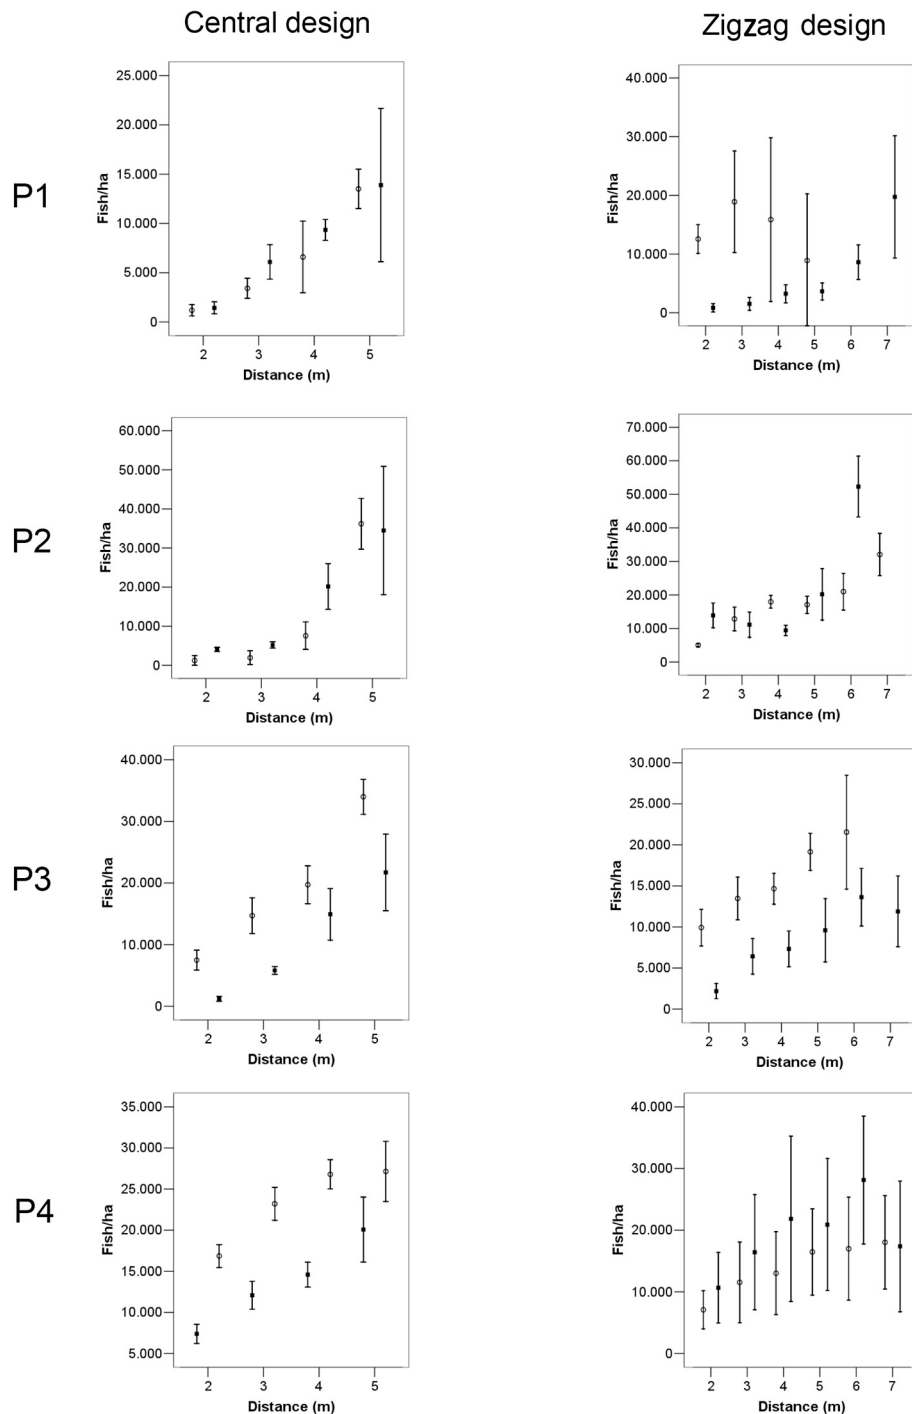 Central design
Zigzag design
P1
25.000
20.000
15.000
10.000
5.000
0
Fish/ha
2 3 4 5
Distance (m)
40.000
30.000
20.000
10.000
0
Fish/ha
2 3 4 5 6 7
Distance (m)
P2
60.000
50.000
40.000
30.000
20.000
10.000
0
Fish/ha
2 3 4 5
Distance (m)
70.000
60.000
50.000
40.000
30.000
20.000
10.000
0
Fish/ha
2 3 4 5 6 7
Distance (m)
P3
40.000
30.000
20.000
10.000
0
Fish/ha
2 3 4 5
Distance (m)
30.000
25.000
20.000
15.000
10.000
5.000
0
Fish/ha
2 3 4 5 6 7
Distance (m)
P4
35.000
30.000
25.000
20.000
15.000
10.000
5.000
Fish/ha
2 3 4 5
Distance (m)
40.000
30.000
20.000
10.000
0
Fish/ha
2 3 4 5 6 7
Distance (m)